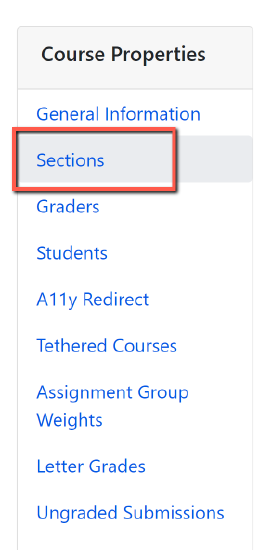 Course Properties
General Information
Sections
Graders
Students
A11y Redirect
Tethered Courses
Assignment Group
Weights
Letter Grades
Ungraded Submissions